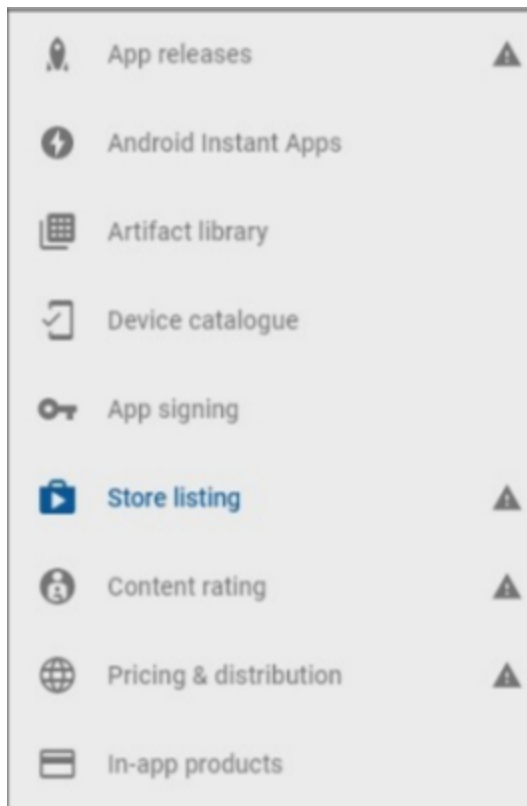 App releases
Android Instant Apps
Artifact library
Device catalogue
App signing
Store listing
Content rating
Pricing & distribution
In-app products